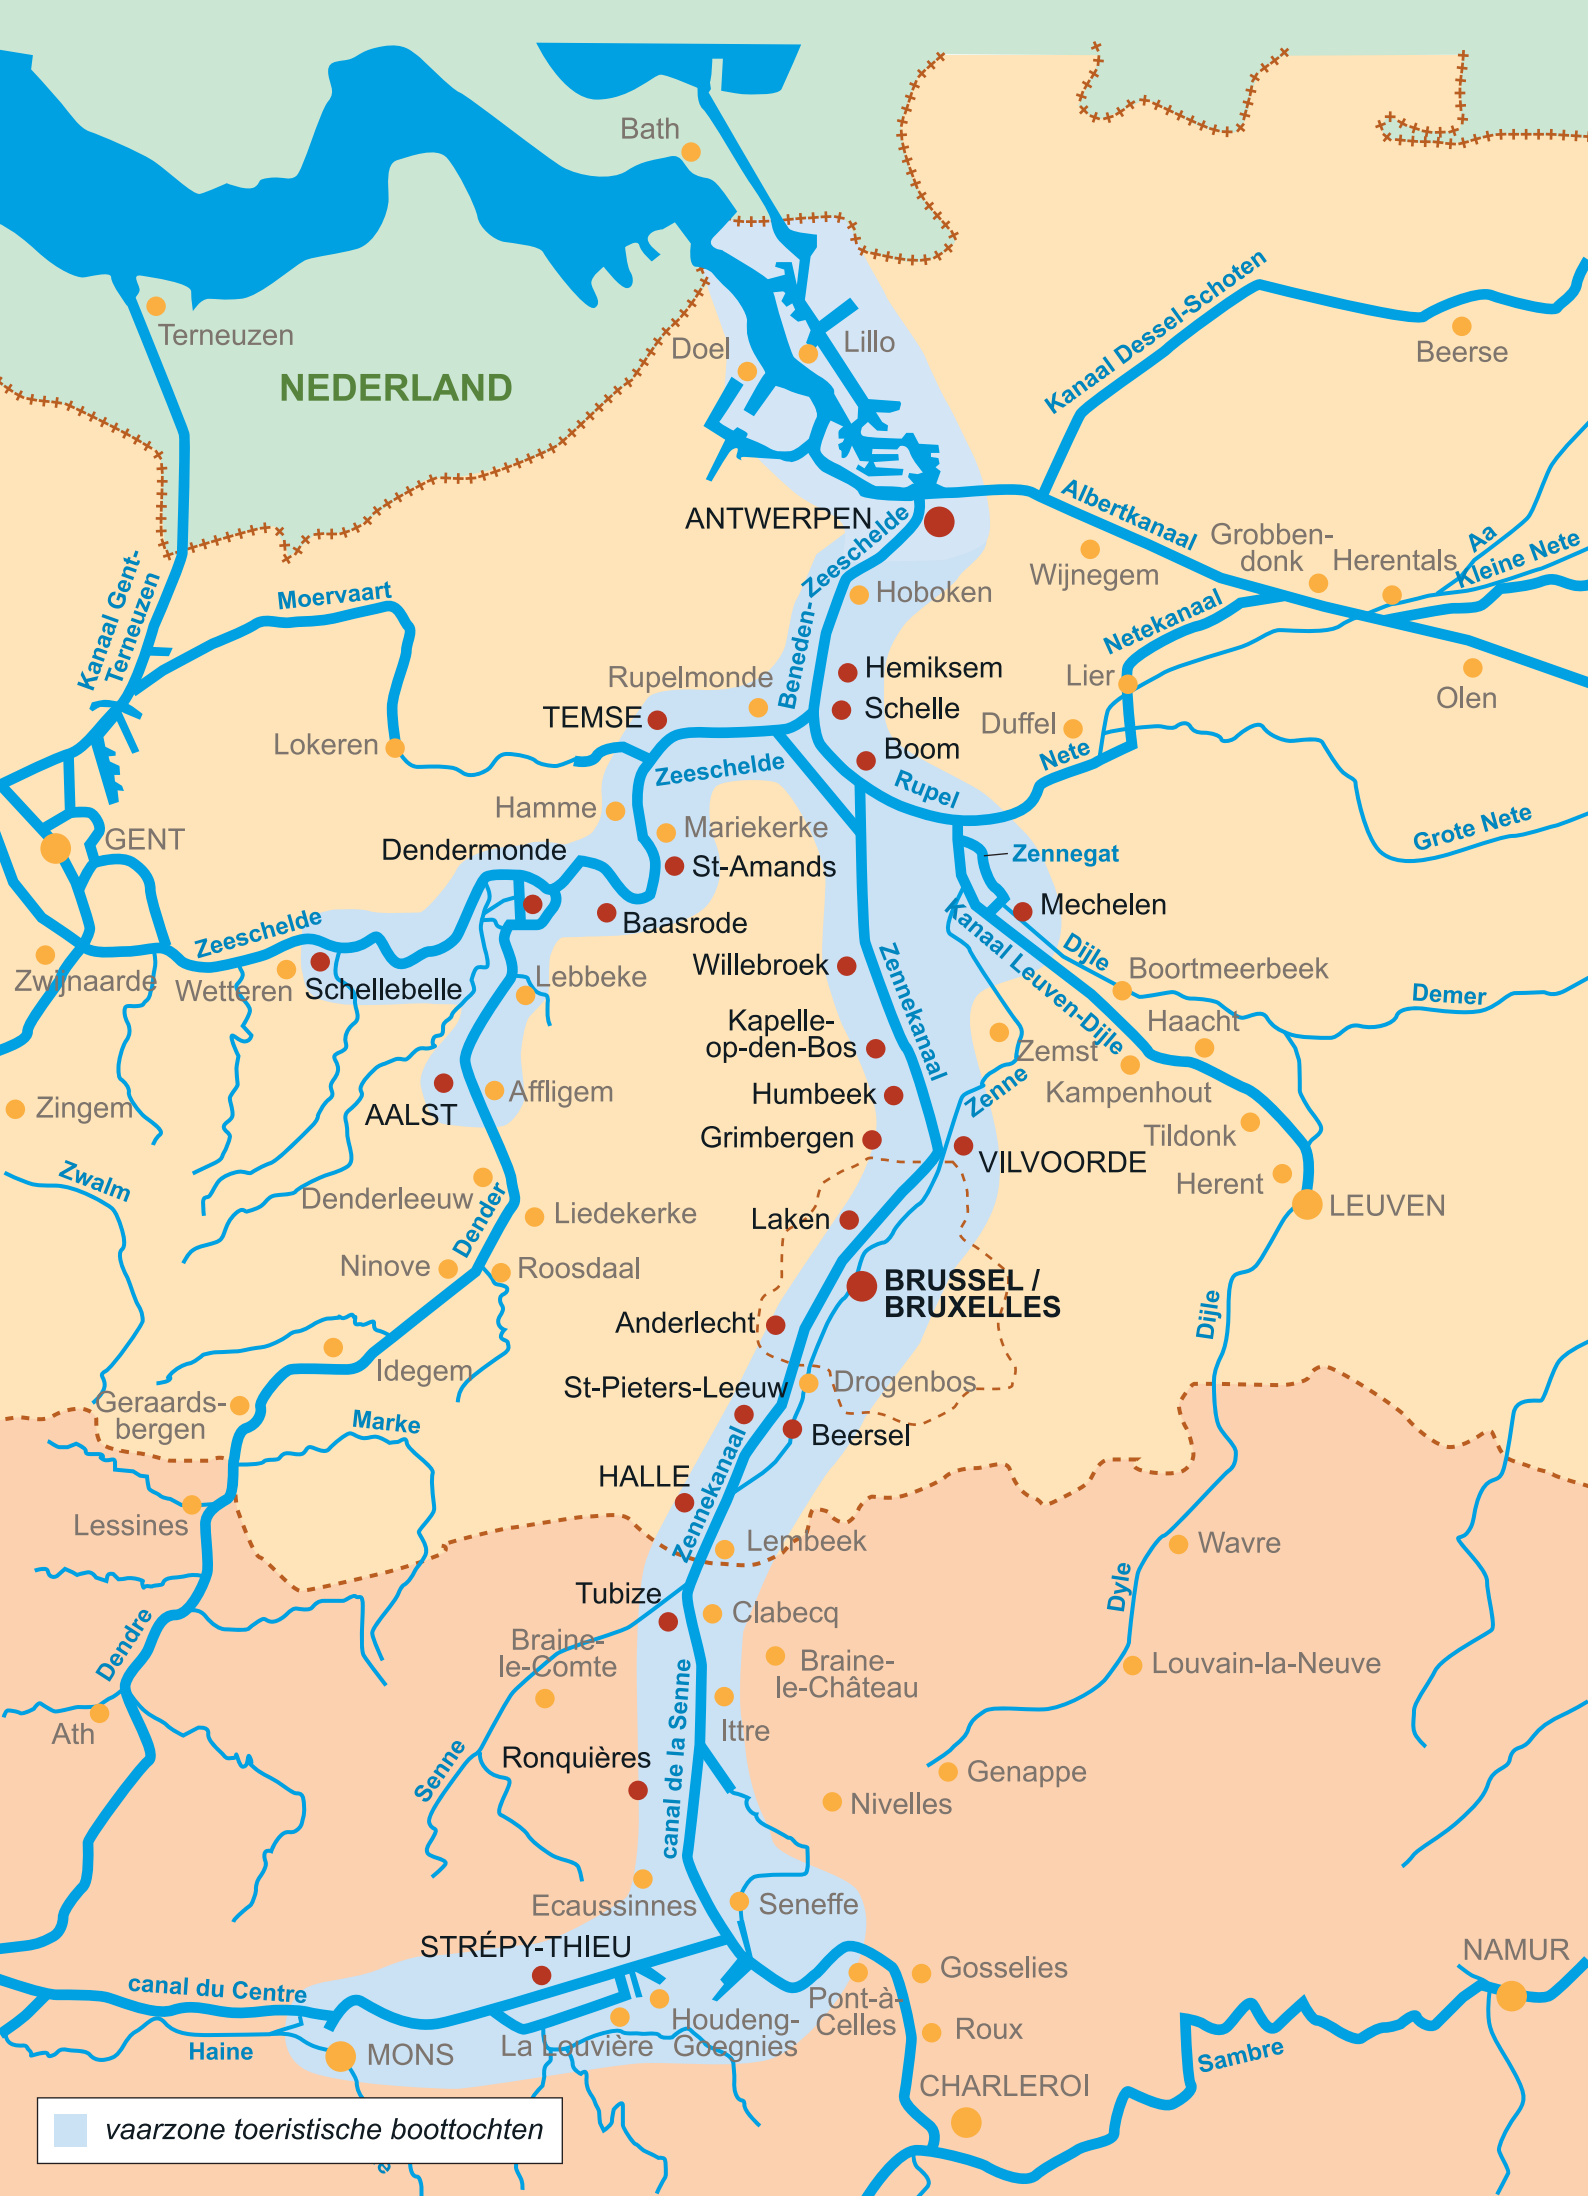 Bath
Terneuzen
NEDERLAND
Doel
Lillo
Kanaal Dessel-Schoten
Beerse
ANTWERPEN
Albertkanaal
Wijnegem
Grobben-
donk
Herentals
Aa
Kleine Nete
Netekanaal
Olen
Kanaal Gent-
Terneuzen
Moervaart
Beneden-Zeeschelde
Hoboken
Hemiksem
Schelle
Boom
Rupelmonde
TEMSE
Lier
Duffel
Nete
Lokeren
Zeeschelde
Rupel
Grote Nete
Hamme
Mariekerke
GENT
Dendermonde
St-Amands
Zennegat
Baasrode
Mechelen
Zeeschelde
Zwijnaarde
Wetteren
Schellebelle
Lebbeke
Willebroek
Zennekanaal
Kanaal Leuven-Dijle
Dijle
Boortmeerbeek
Demer
Haacht
Kapelle-
op-den-Bos
Zemst
Zenne
Kampenhout
Humbeek
Zingem
AALST
Affligem
Grimbergen
VILVOORDE
Tildonk
Herent
LEUVEN
Zwalm
Denderleeuw
Dender
Liedekerke
Laken
Ninove
Roosdaal
BRUSSEL /
BRUXELLES
Dijle
Anderlecht
Idegem
Drogenbos
St-Pieters-Leeuw
Beersel
Geraards-
bergen
Marke
HALLE
Zennekanaal
Lessines
Lembeek
Wavre
Tubize
Clabecq
Dyle
Dendre
Braine-
le-Comte
Braine-
le-Château
Louvain-la-Neuve
Ath
canal de la Senne
Ittre
Senne
Ronquières
Genappe
Nivelles
Ecaussinnes
Seneffe
STRÉPY-THIEU
NAMUR
Gosselies
canal du Centre
Pont-à-
Celles
Houdeng-
Goegnies
La Louvière
Roux
Haine
MONS
Sambre
CHARLEROI
vaarzone toeristische boottochten